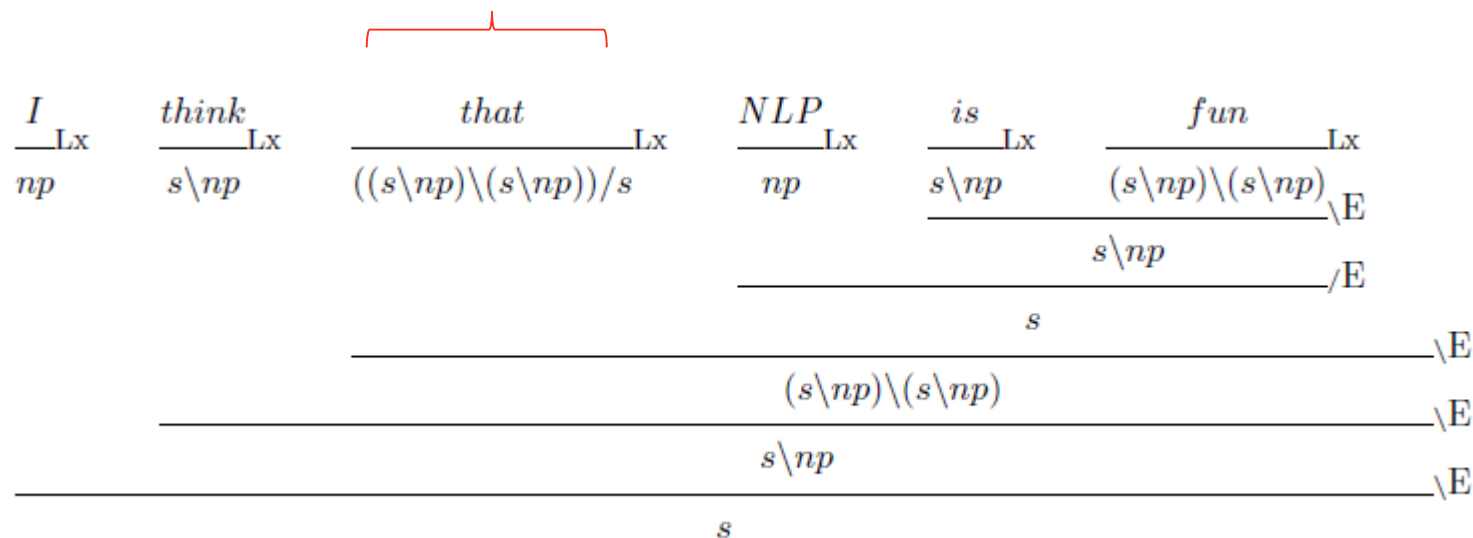 I think that NLP is fun
Lx Lx Lx Lx Lx Lx
np s\np ((s\np)\(s\np))/s np s\np (s\np)\(s\np)
\E
s\np
/E
s
\E
(s\np)\(s\np)
\E
s\np
\E
s